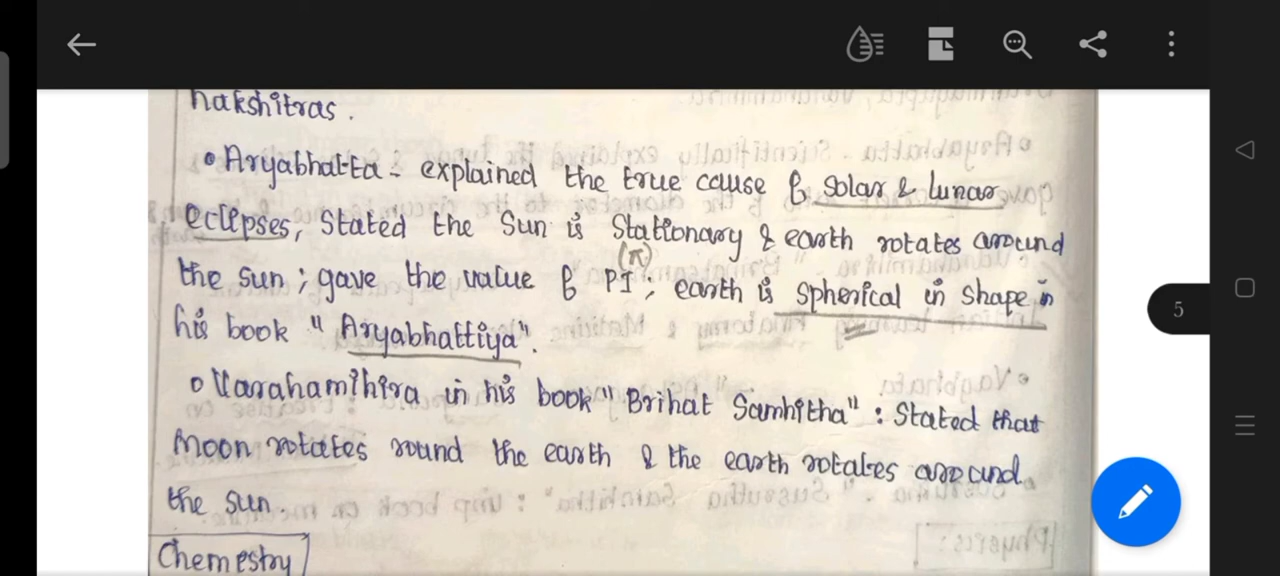 nakshitras.
• Aryabhatta - explained the true cause of solar & lunar
eclipses, stated the Sun is Stationary & earth rotates around
(π)
the sun ; gave the value of PI ; earth is spherical in shape in
his book "Aryabhattiya".
• Varahamihira in his book "Brihat Samhitha" : Stated that
Moon rotates round the earth & the earth rotates around
the sun.
Chemestry
5